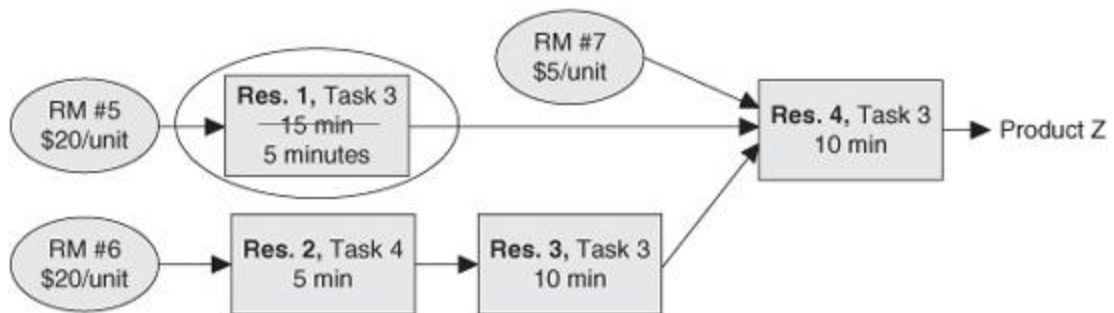 RM #7
$5/unit
RM #5
$20/unit
Res. 1, Task 3
15 min
5 minutes
Res. 4, Task 3
10 min
Product Z
RM #6
$20/unit
Res. 2, Task 4
5 min
Res. 3, Task 3
10 min